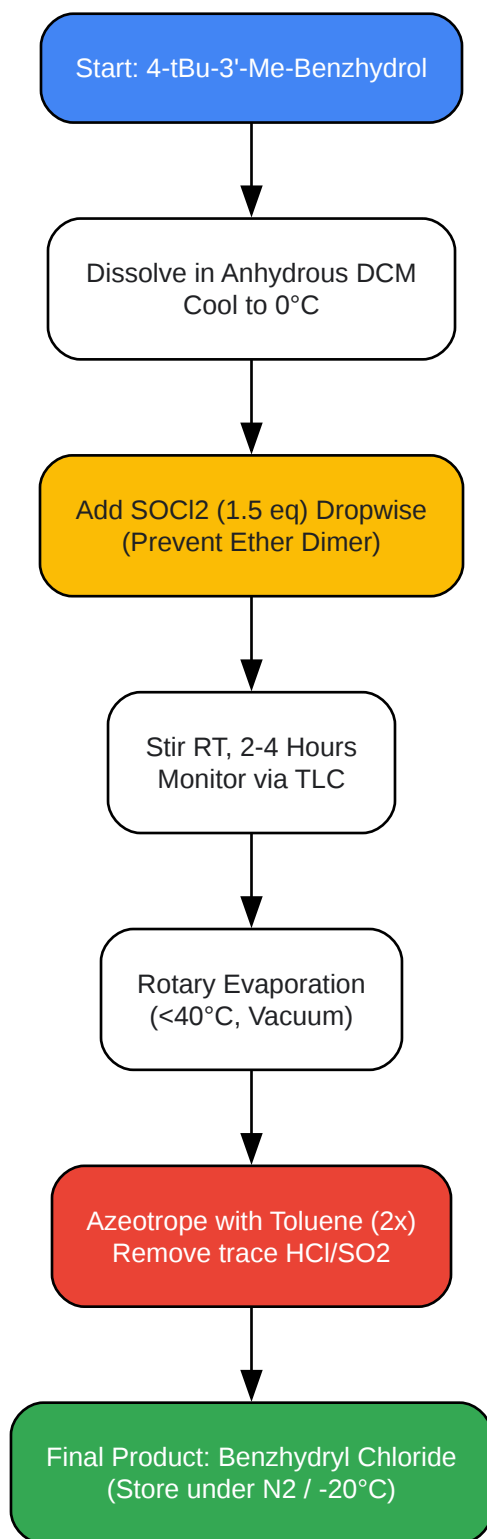 Start: 4-tBu-3'-Me-Benzhydrol
Dissolve in Anhydrous DCM
Cool to 0°C
Add SOCl2 (1.5 eq) Dropwise
(Prevent Ether Dimer)
Stir RT, 2-4 Hours
Monitor via TLC
Rotary Evaporation
(<40°C, Vacuum)
Azeotrope with Toluene (2x)
Remove trace HCl/SO2
Final Product: Benzhydryl Chloride
(Store under N2 / -20°C)